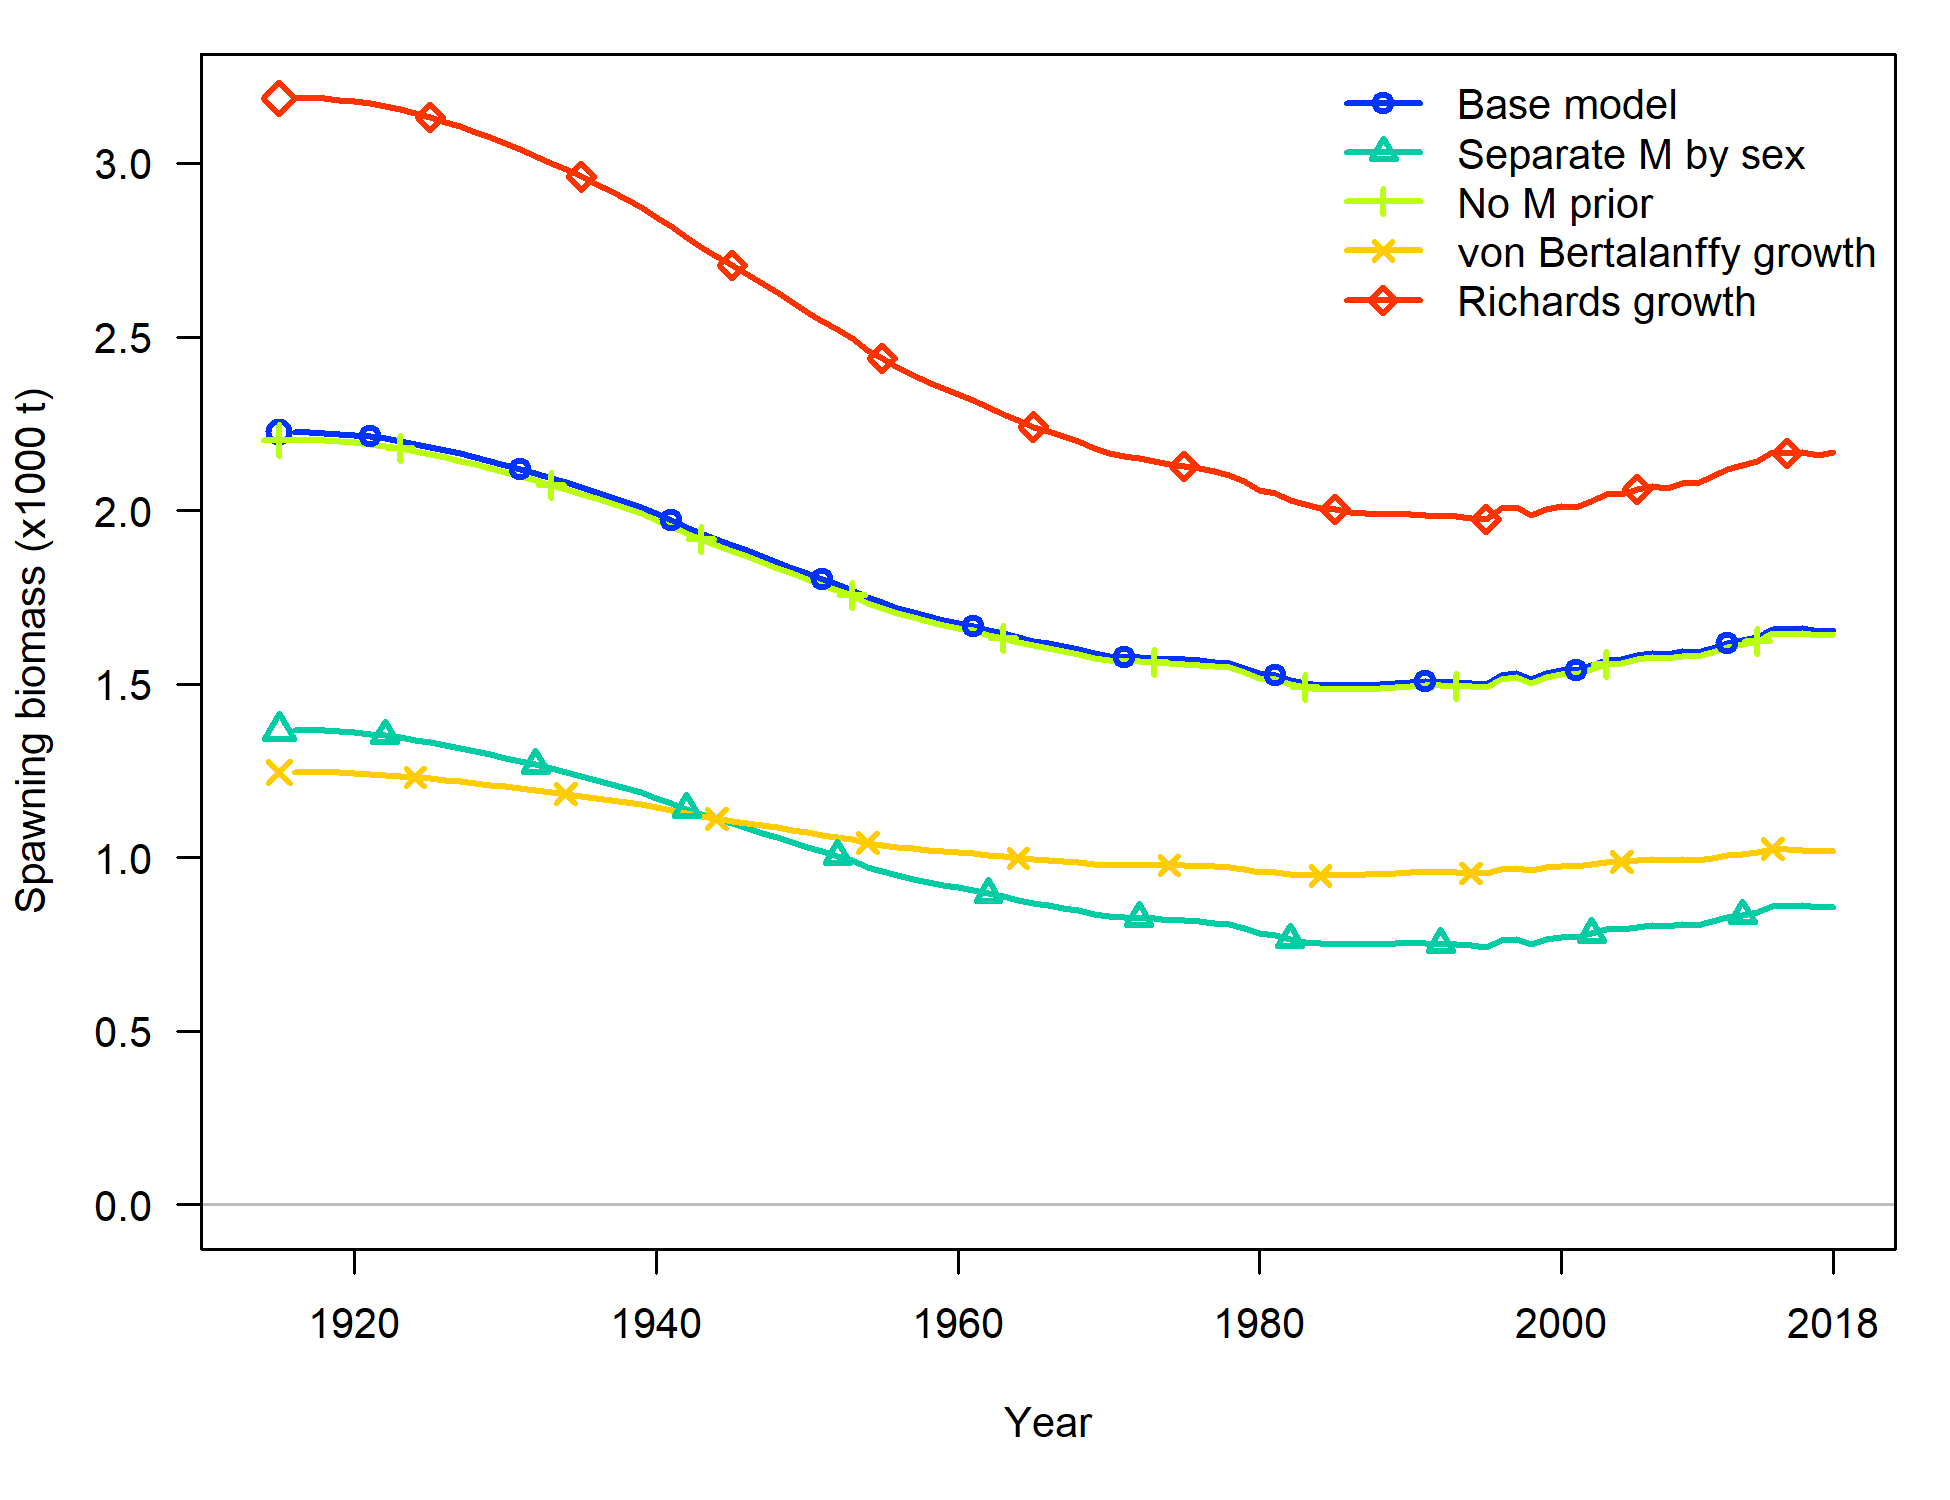 Base model
Separate M by sex
No M prior
von Bertalanffy growth
Richards growth
Spawning biomass (x1000 t)
3.0
2.5
2.0
1.5
1.0
0.5
0.0
1920 1940 1960 1980 2000 2018
Year